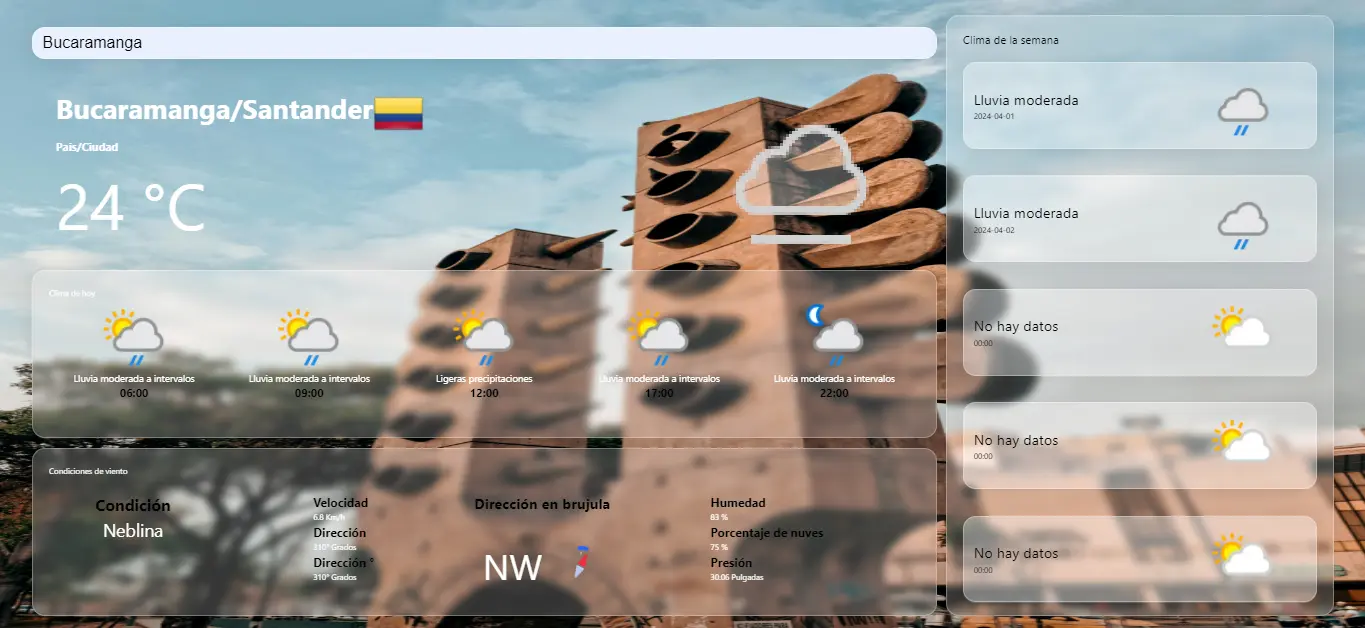 Bucaramanga
Bucaramanga/Santander
País/Ciudad
24 °C
Clima de hoy
Lluvia moderada a intervalos
06:00
Lluvia moderada a intervalos
09:00
Ligeras precipitaciones
12:00
Lluvia moderada a intervalos
17:00
Lluvia moderada a intervalos
22:00
Condiciones de viento
Condición
Neblina
Velocidad
6.8 Km/h
Dirección
310° Grados
Dirección °
310° Grados
Dirección en brujula
NW
Humedad
83 %
Porcentaje de nuves
75 %
Presión
30.06 Pulgadas
Clima de la semana
Lluvia moderada
2024-04-01
Lluvia moderada
2024-04-02
No hay datos
00:00
No hay datos
00:00
No hay datos
00:00